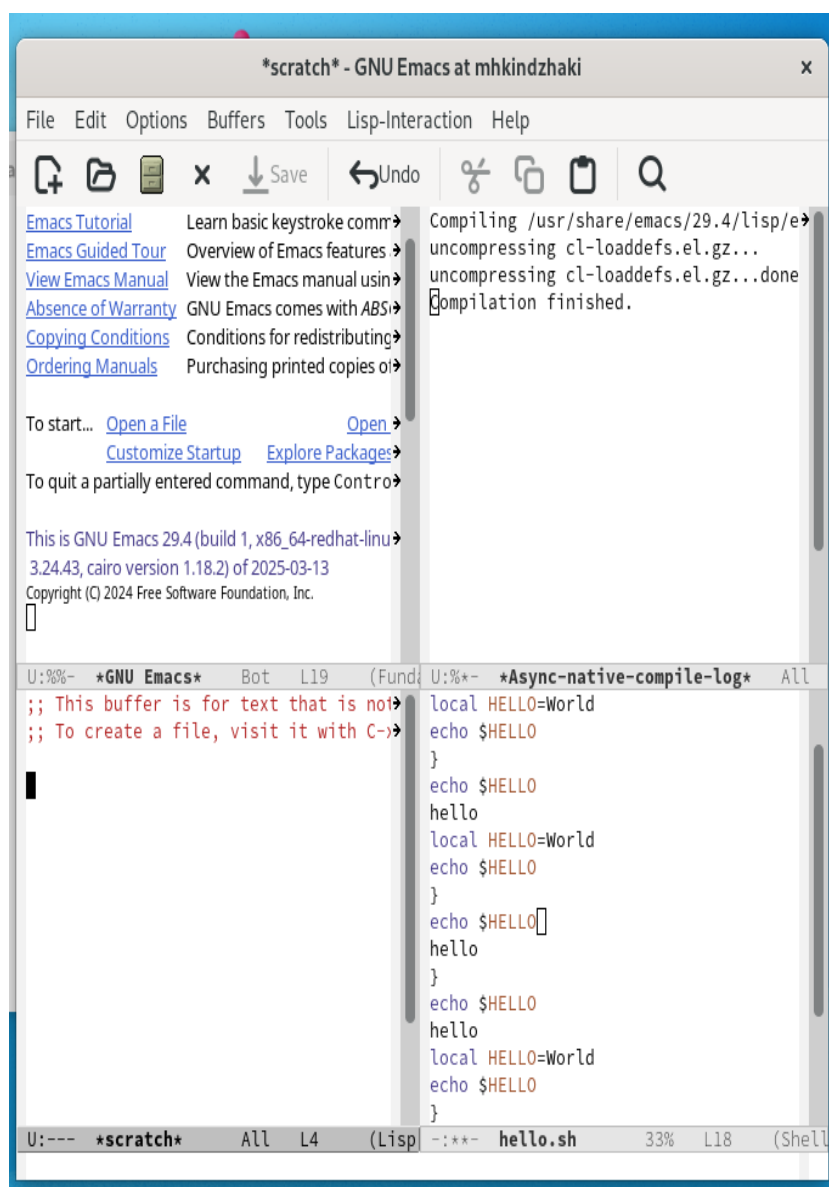 *scratch* - GNU Emacs at mhkindzhaki
File Edit Options Buffers Tools Lisp-Interaction Help
Save Undo
Emacs Tutorial Learn basic keystroke comm
Emacs Guided Tour Overview of Emacs features
View Emacs Manual View the Emacs manual usin
Absence of Warranty GNU Emacs comes with ABS
Copying Conditions Conditions for redistributing
Ordering Manuals Purchasing printed copies of
To start... Open a File Open
Customize Startup Explore Packages
To quit a partially entered command, type Contro
This is GNU Emacs 29.4 (build 1, x86_64-redhat-linu
3.24.43, cairo version 1.18.2) of 2025-03-13
Copyright (C) 2024 Free Software Foundation, Inc.
U:%%- *GNU Emacs* Bot L19 (Funda
Compiling /usr/share/emacs/29.4/lisp/e
uncompressing cl-loaddefs.el.gz...
uncompressing cl-loaddefs.el.gz...done
Compilation finished.
U:%*- *Async-native-compile-log* All
;; This buffer is for text that is not
;; To create a file, visit it with C-x
U:--- *scratch* All L4 (Lisp
local HELLO=World
echo $HELLO
}
echo $HELLO
hello
local HELLO=World
echo $HELLO
}
echo $HELLO
hello
}
echo $HELLO
hello
local HELLO=World
echo $HELLO
}
-:**- hello.sh 33% L18 (Shell